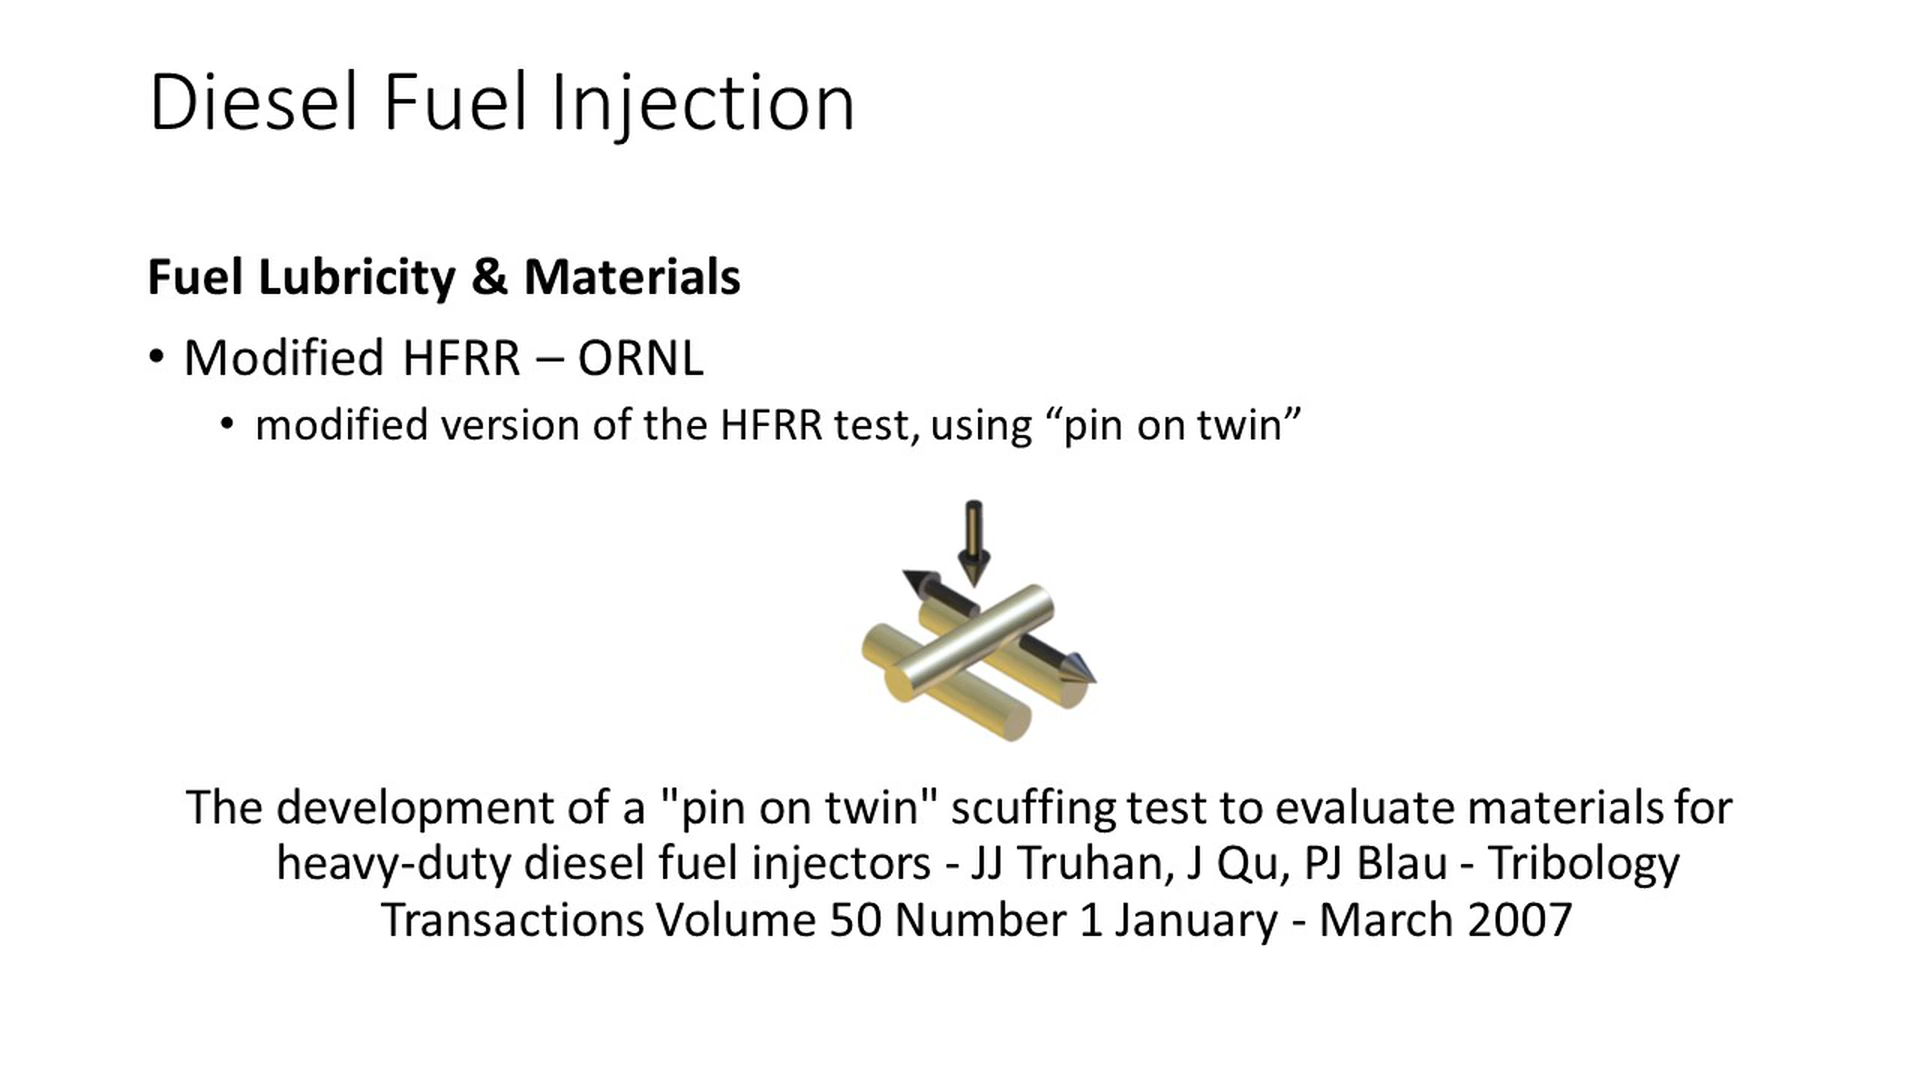 Diesel Fuel Injection
Fuel Lubricity & Materials
• Modified HFRR – ORNL
• modified version of the HFRR test, using “pin on twin”
The development of a "pin on twin" scuffing test to evaluate materials for
heavy-duty diesel fuel injectors - JJ Truhan, J Qu, PJ Blau - Tribology
Transactions Volume 50 Number 1 January - March 2007